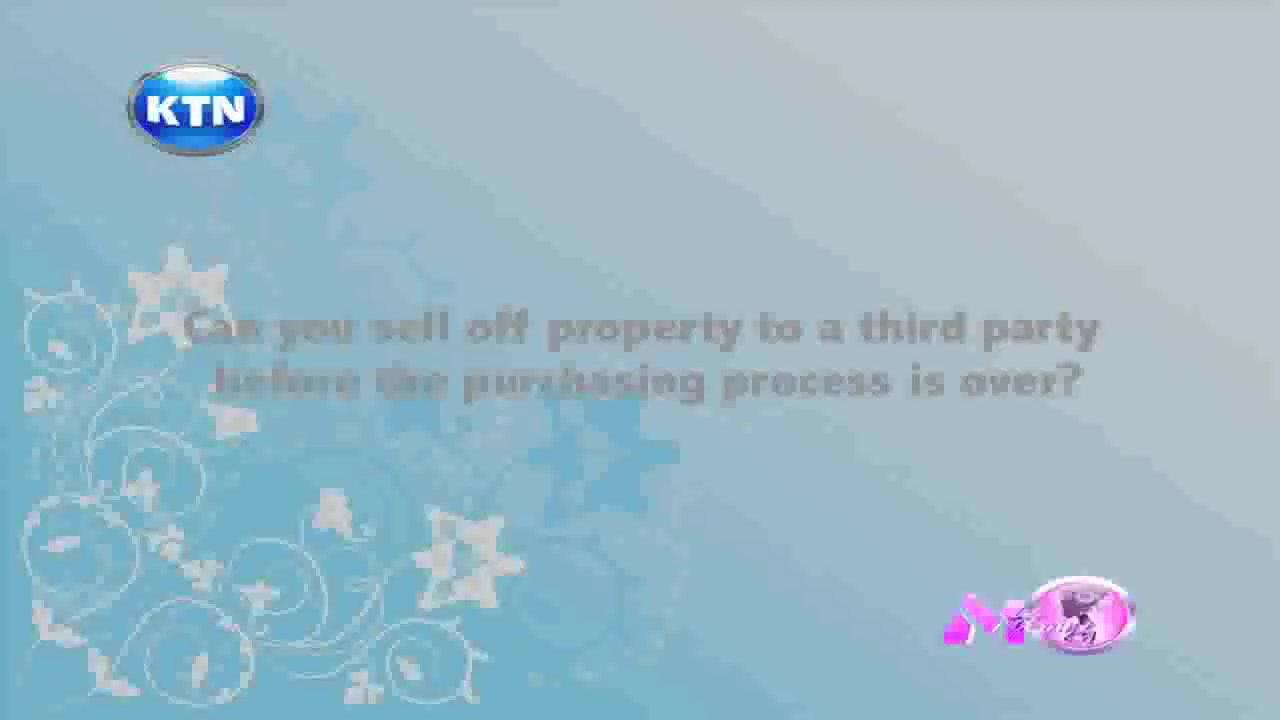 KTN
Can you sell off property to a third party
before the purchasing process is over?